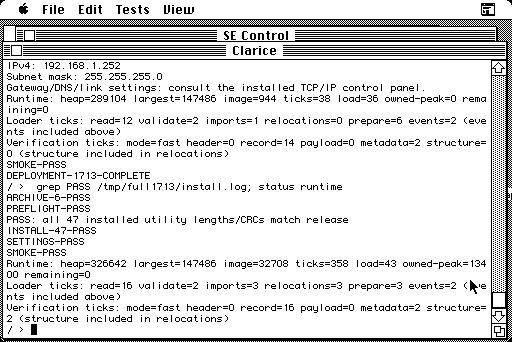 File Edit Tests View
SE Control
Clarice
IPv4: 192.168.1.252
Subnet mask: 255.255.255.0
Gateway/DNS/link settings: consult the installed TCP/IP control panel.
Runtime: heap=289104 largest=147486 image=944 ticks=38 load=36 owned-peak=0 rema
ining=0
Loader ticks: read=12 validate=2 imports=1 relocations=0 prepare=6 events=2 (eve
nts included above)
Verification ticks: mode=fast header=0 record=14 payload=0 metadata=2 structure=
0 (structure included in relocations)
SMOKE-PASS
DEPLOYMENT-1713-COMPLETE
/ >  grep PASS /tmp/full1713/install.log; status runtime
ARCHIVE-6-PASS
PREFLIGHT-PASS
PASS: all 47 installed utility lengths/CRCs match release
INSTALL-47-PASS
SETTINGS-PASS
SMOKE-PASS
Runtime: heap=326642 largest=147486 image=32708 ticks=358 load=43 owned-peak=134
00 remaining=0
Loader ticks: read=16 validate=2 imports=3 relocations=3 prepare=3 events=2 (eve
nts included above)
Verification ticks: mode=fast header=0 record=16 payload=0 metadata=2 structure=
2 (structure included in relocations)
/ >